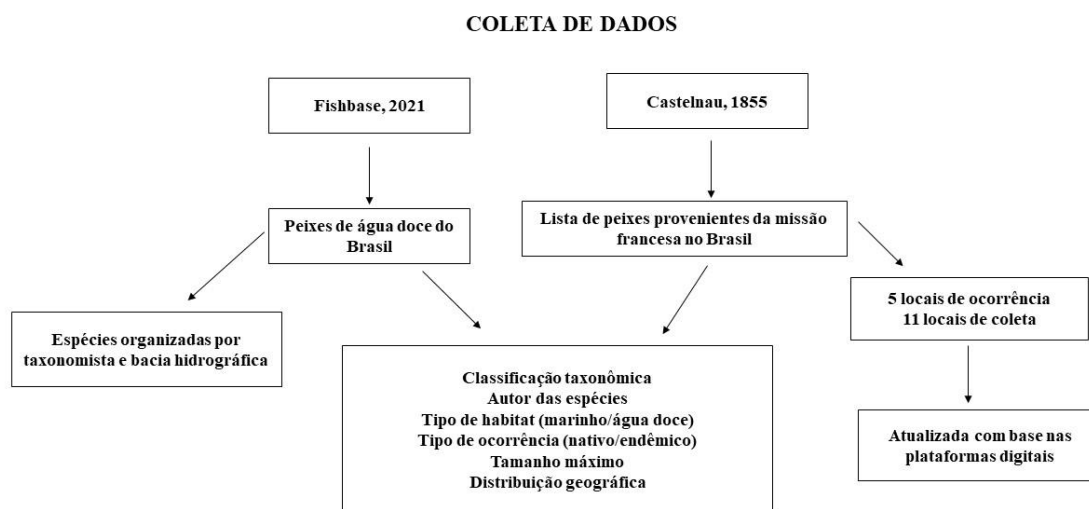 COLETA DE DADOS
Fishbase, 2021
Castelnau, 1855
Peixes de água doce do
Brasil
Lista de peixes provenientes da missão
francesa no Brasil
Espécies organizadas por
taxonomista e bacia hidrográfica
5 locais de ocorrência
11 locais de coleta
Classificação taxonômica
Autor das espécies
Tipo de habitat (marinho/água doce)
Tipo de ocorrência (nativo/endêmico)
Tamanho máximo
Distribuição geográfica
Atualizada com base nas
plataformas digitais